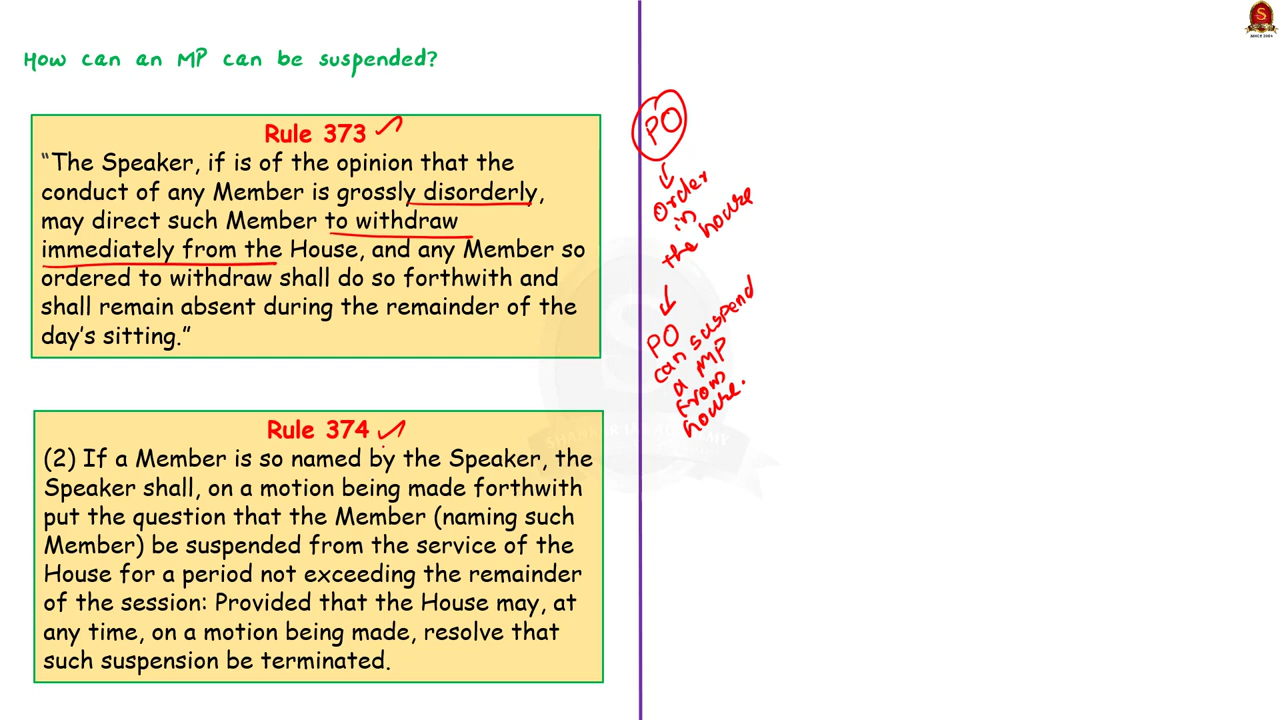 How can an MP can be suspended?
Rule 373
“The Speaker, if is of the opinion that the
conduct of any Member is grossly disorderly,
may direct such Member to withdraw
immediately from the House, and any Member so
ordered to withdraw shall do so forthwith and
shall remain absent during the remainder of the
day’s sitting.”
Rule 374
(2) If a Member is so named by the Speaker, the
Speaker shall, on a motion being made forthwith
put the question that the Member (naming such
Member) be suspended from the service of the
House for a period not exceeding the remainder
of the session: Provided that the House may, at
any time, on a motion being made, resolve that
such suspension be terminated.
PO
Order
in
the house
PO
can suspend
a MP
from
house.
S
SINCE 2004